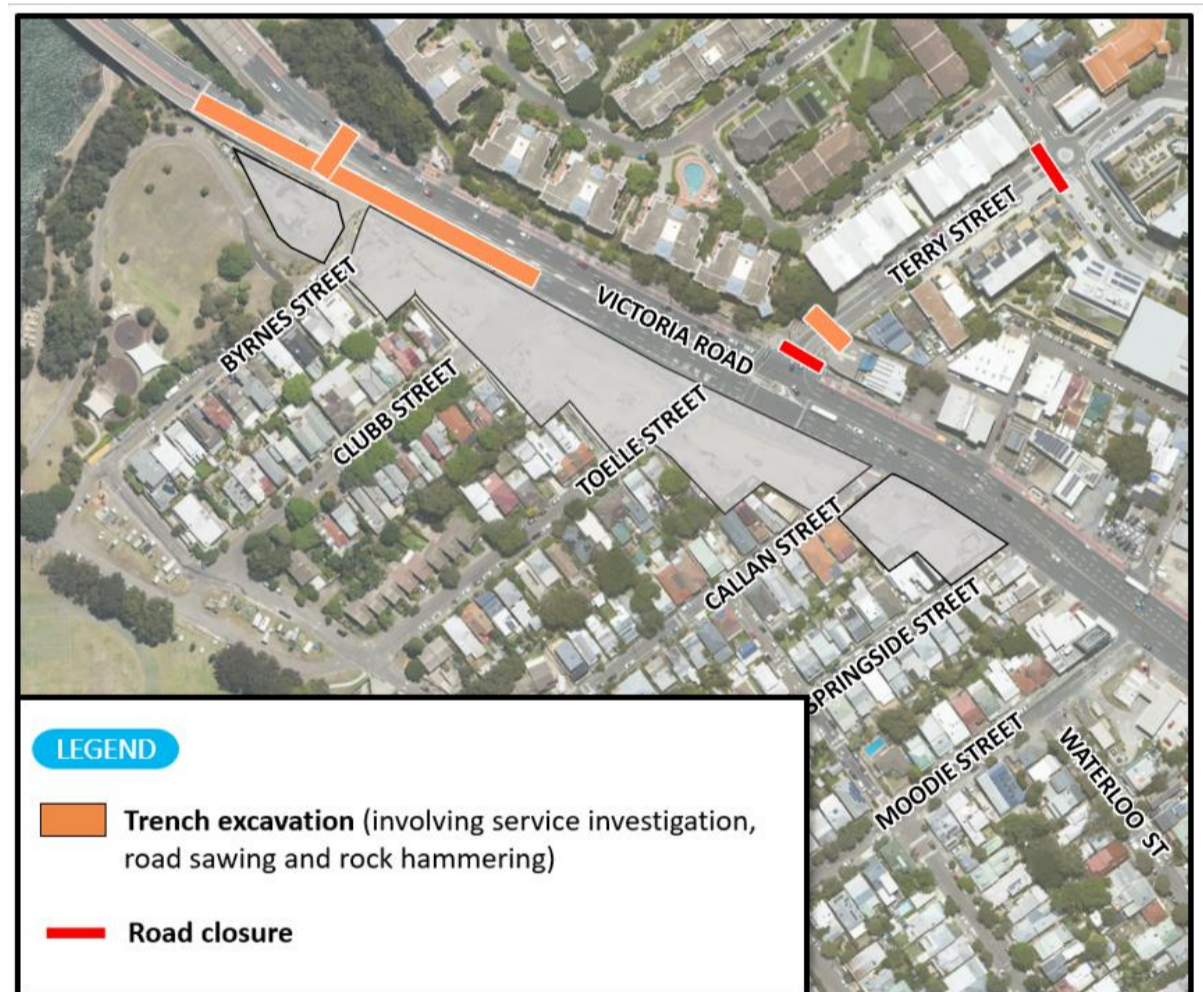 TERRY STREET
VICTORIA ROAD
BYRNES STREET
CLUBB STREET
TOELLE STREET
CALLAN STREET
SPRINGSIDE STREET
MOODIE STREET
WATERLOO ST
LEGEND
Trench excavation (involving service investigation,
road sawing and rock hammering)
Road closure